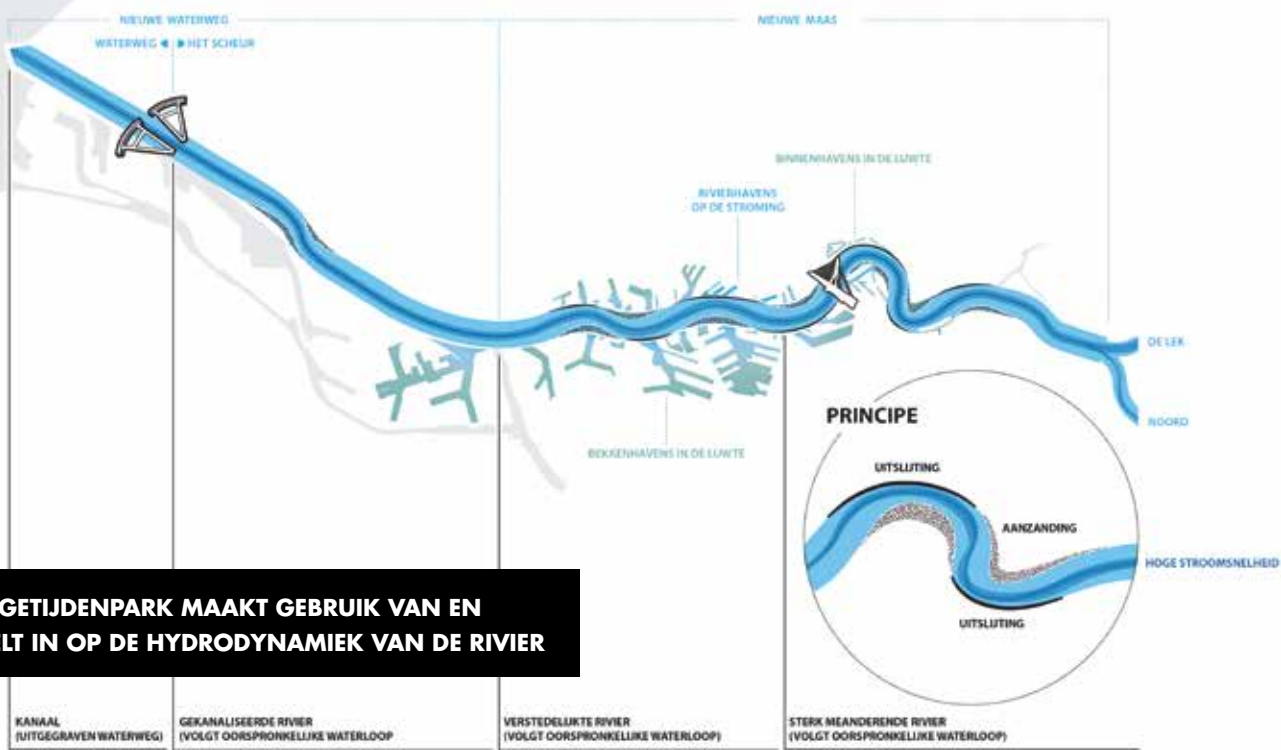 NIEUWE WATERWEG
NIEUWE MAAS
WATERWEG
HET SCHEUR
BINNENHAVENS IN DE LUWTE
RIVIERHAVENS
OP DE STROMING
DE LEK
NOORD
BEKKENHAVENS IN DE LUWTE
PRINCIPE
UITSLIJTING
AANZANDING
HOGE STROOMSNELHEID
UITSLIJTING
GETIJDENPARK MAAKT GEBRUIK VAN EN
ELT IN OP DE HYDRODYNAMIEK VAN DE RIVIER
KANAAL
(UITGEGRAVEN WATERWEG)
GEKANALISEERDE RIVIER
(VOLGT OORSPRONKELIJKE WATERLOOP
VERSTEDELIJKTE RIVIER
(VOLGT OORSPRONKELIJKE WATERLOOP)
STERK MEANDERENDE RIVIER
(VOLGT OORSPRONKELIJKE WATERLOOP)